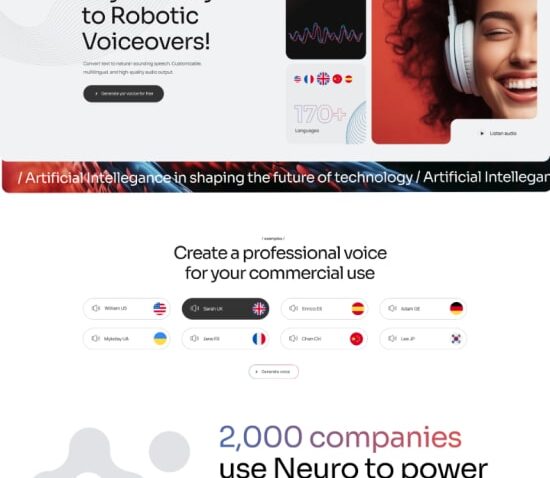 to Robotic
Voiceovers!
Convert text to natural-sounding speech. Customizable,
multilingual, and high-quality audio output.
Generate your voice for free
170+
Languages
Listen audio
/ Artificial Intellegance in shaping the future of technology / Artificial Intellegan
/ examples /
Create a professional voice
for your commercial use
William US
Sarah UK
Enrico ES
Adam DE
Mykolay UA
Jane FR
Chan CH
Lee JP
Generate voice
2,000 companies
use Neuro to power